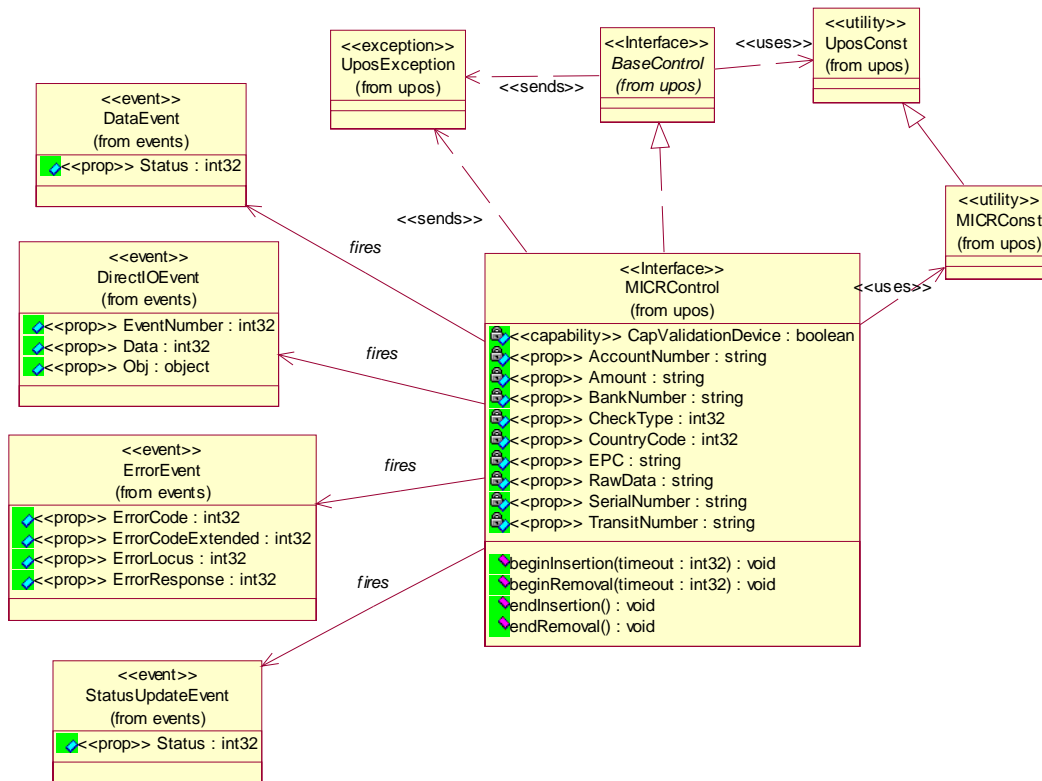 <<exception>>
UposException
(from upos)
<<Interface>>
BaseControl
(from upos)
<<utility>>
UposConst
(from upos)
<<sends>>
<<uses>>
<<event>>
DataEvent
(from events)
<<prop>> Status : int32
<<utility>>
MICRConst
(from upos)
<<sends>>
fires
<<event>>
DirectIOEvent
(from events)
<<prop>> EventNumber : int32
<<prop>> Data : int32
<<prop>> Obj : object
fires
<<Interface>>
MICRControl
(from upos)
<<capability>> CapValidationDevice : boolean
<<prop>> AccountNumber : string
<<prop>> Amount : string
<<prop>> BankNumber : string
<<prop>> CheckType : int32
<<prop>> CountryCode : int32
<<prop>> EPC : string
<<prop>> RawData : string
<<prop>> SerialNumber : string
<<prop>> TransitNumber : string
beginInsertion(timeout : int32) : void
beginRemoval(timeout : int32) : void
endInsertion() : void
endRemoval() : void
<<uses>>
<<event>>
ErrorEvent
(from events)
<<prop>> ErrorCode : int32
<<prop>> ErrorCodeExtended : int32
<<prop>> ErrorLocus : int32
<<prop>> ErrorResponse : int32
fires
fires
<<event>>
StatusUpdateEvent
(from events)
<<prop>> Status : int32